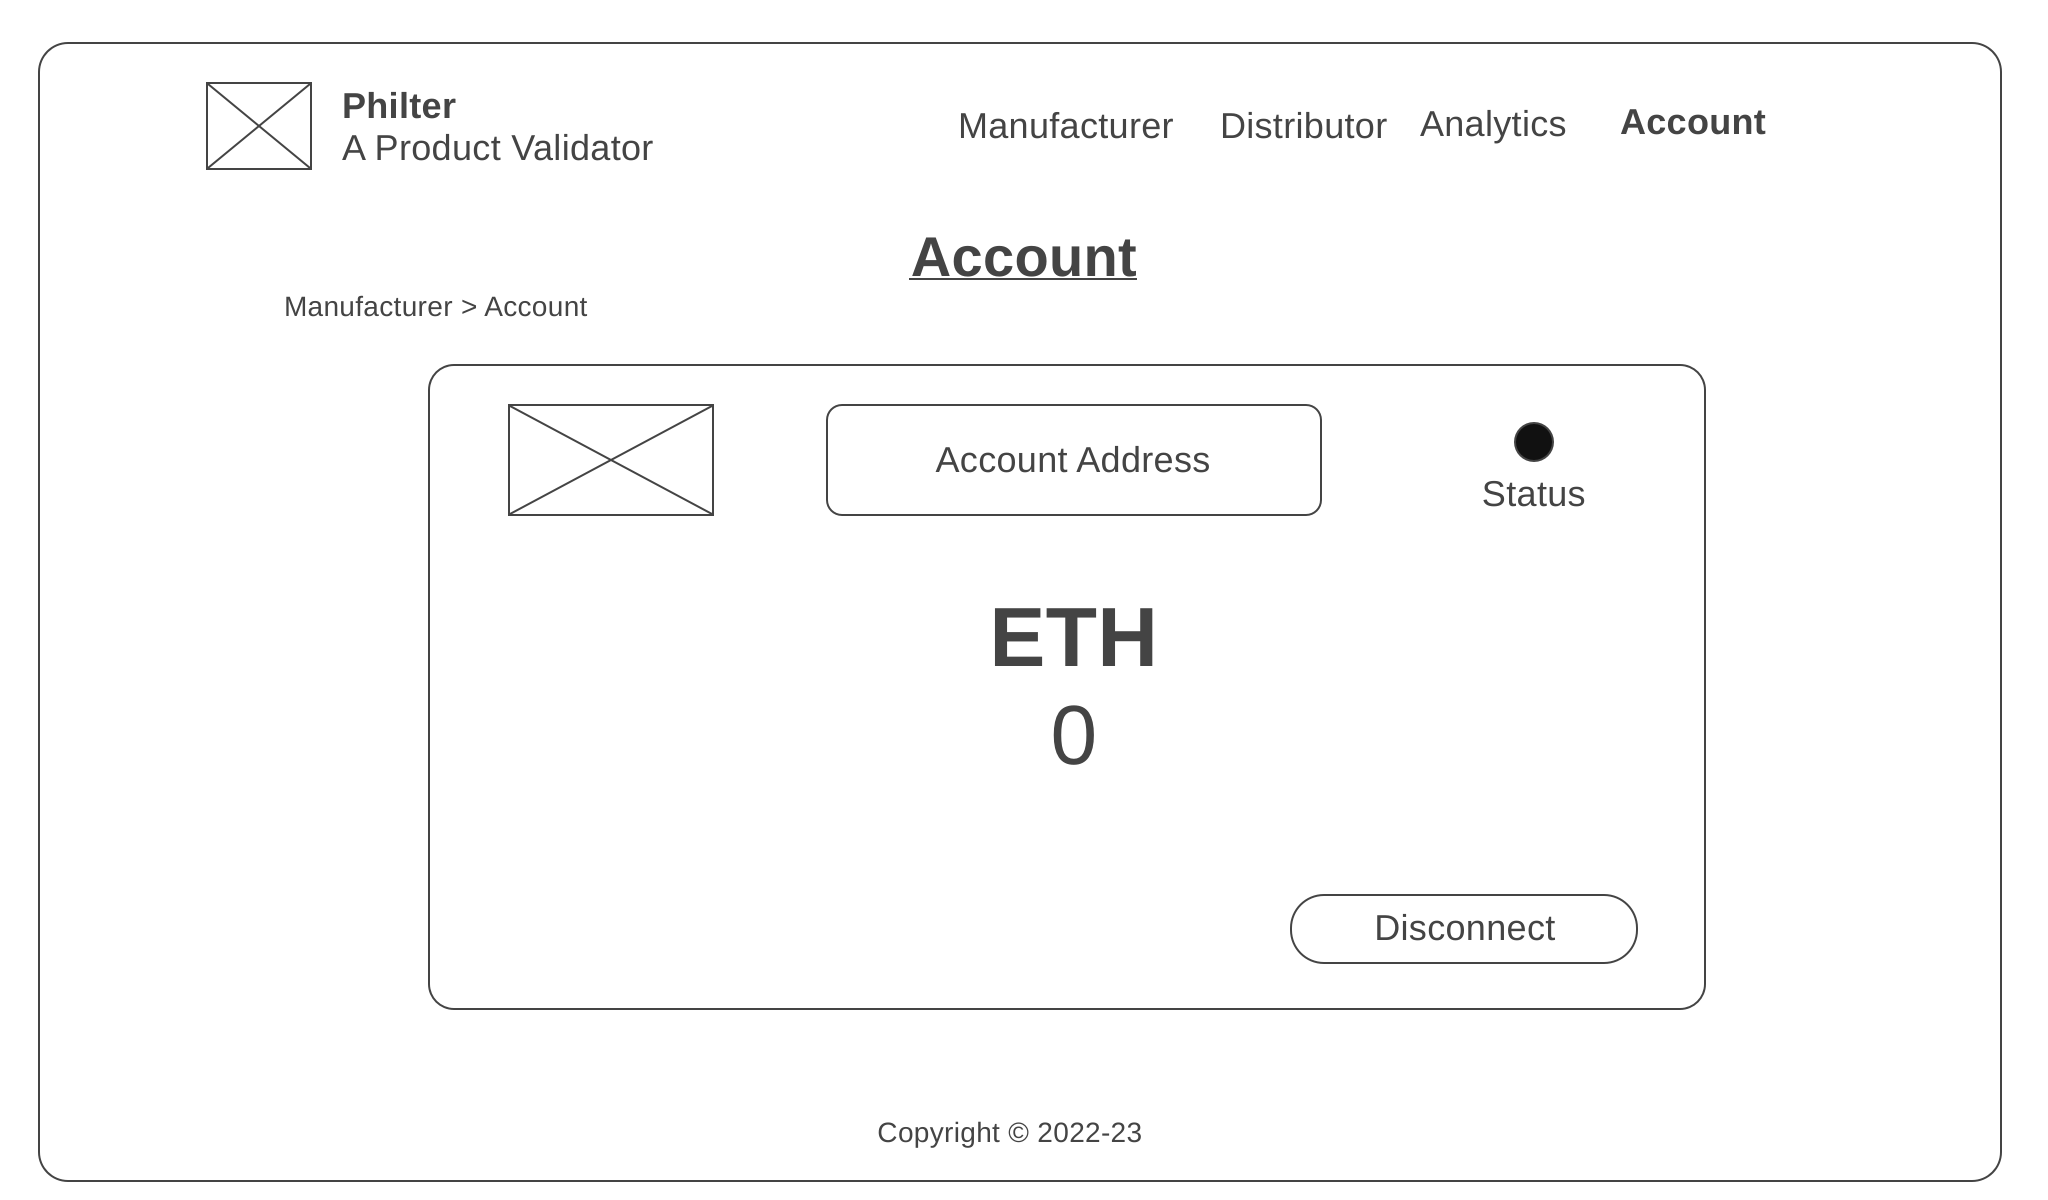 Philter
A Product Validator
Manufacturer Distributor Analytics Account
Account
Manufacturer > Account
Account Address
Status
ETH
0
Disconnect
Copyright © 2022-23